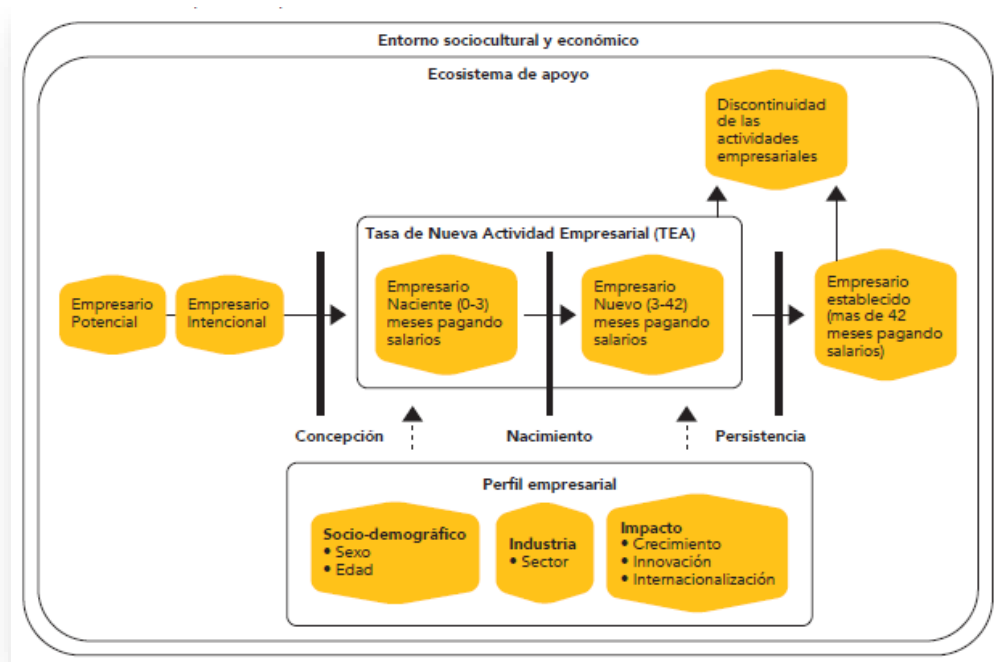 Entorno sociocultural y económico
Ecosistema de apoyo
Discontinuidad
de las
actividades
empresariales
Tasa de Nueva Actividad Empresarial (TEA)
Empresario
Potencial
Empresario
Intencional
Empresario
Naciente (0-3)
meses pagando
salarios
Empresario
Nuevo (3-42)
meses pagando
salarios
Empresario
establecido
(mas de 42
meses pagando
salarios)
Concepción
Nacimiento
Persistencia
Perfil empresarial
Socio-demográfico
• Sexo
• Edad
Industria
• Sector
Impacto
• Crecimiento
• Innovación
• Internacionalización